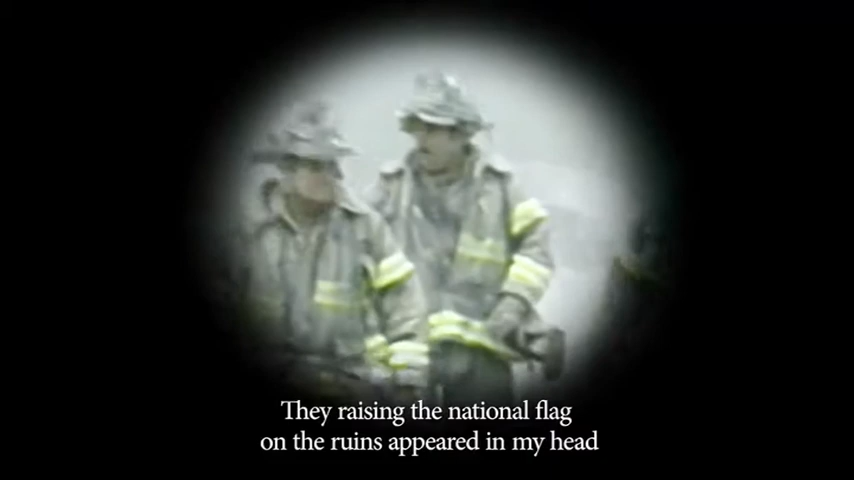 They raising the national flag
on the ruins appeared in my head